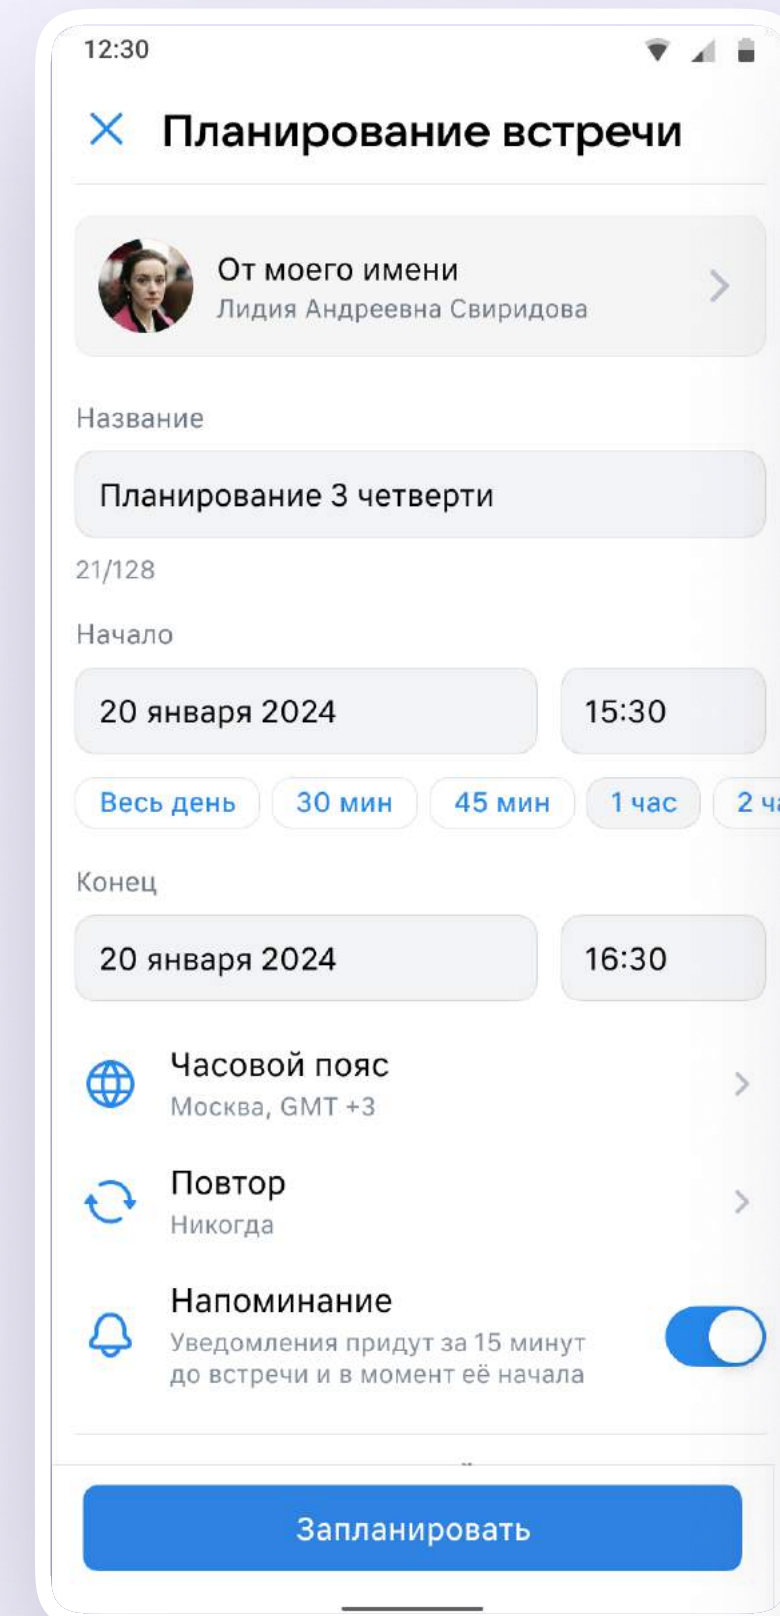 12:30
Планирование встречи
От моего имени
Лидия Андреевна Свиридова
Название
Планирование 3 четверти
21/128
Начало
20 января 2024 15:30
Весь день 30 мин 45 мин 1 час 2
Конец
20 января 2024 16:30
Часовой пояс
Москва, GMT +3
Повтор
Никогда
Напоминание
Уведомления придут за 15 минут
до встречи и в момент её начала
Запланировать